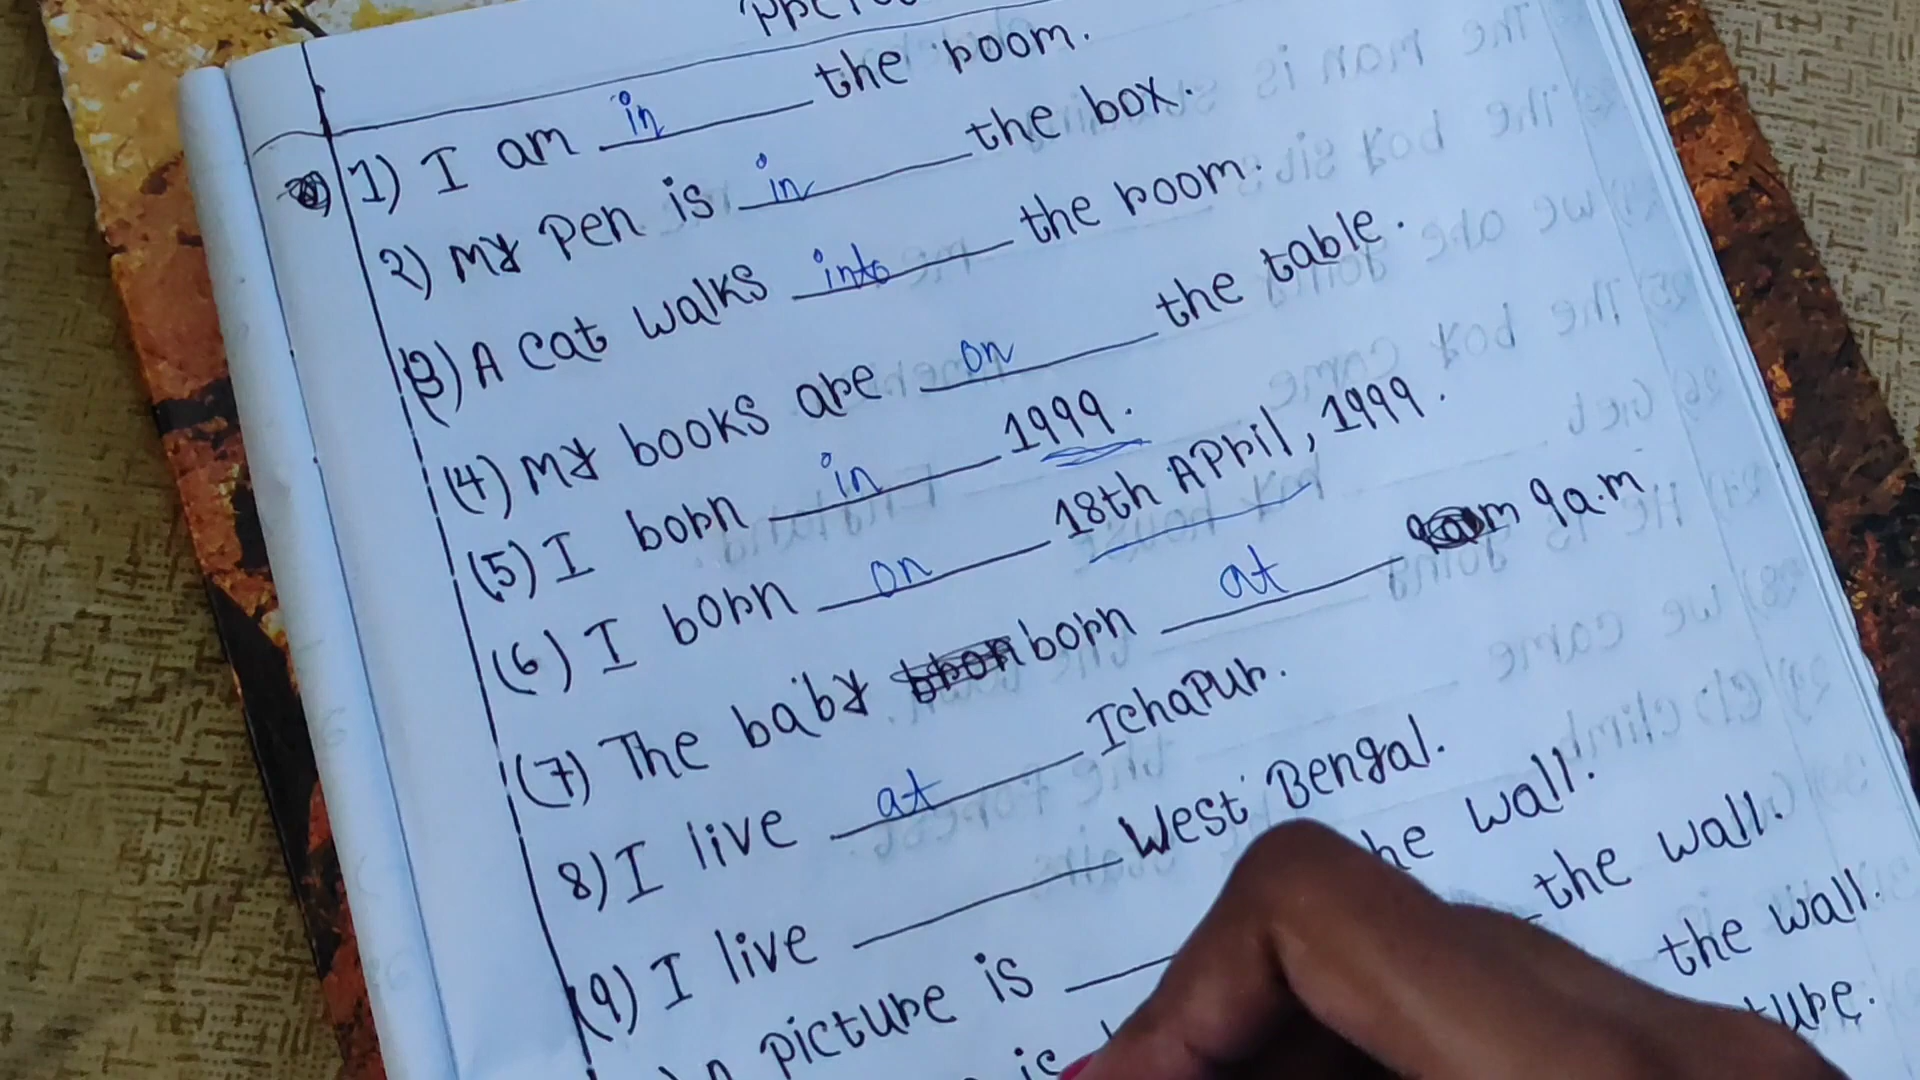 1) I am in the room.
2) My Pen is in the box.
(3) A cat walks into the room.
(4) My books are on the table.
(5) I born in 1999.
(6) I born on 18th April, 1999.
(7) The baby born at 9a.m
8) I live at Ichapur.
(9) I live West Bengal.
picture is the wall.
the wall.
the wall.